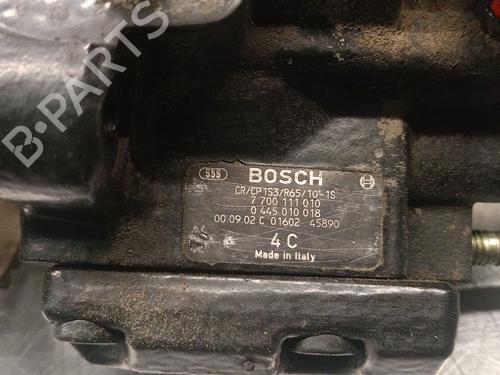 555 BOSCH
CR/CP1S3/R65/10-1S
7 700 111 010
0 445 010 018
00.09.02 C 01602 45890
4 C
Made in Italy